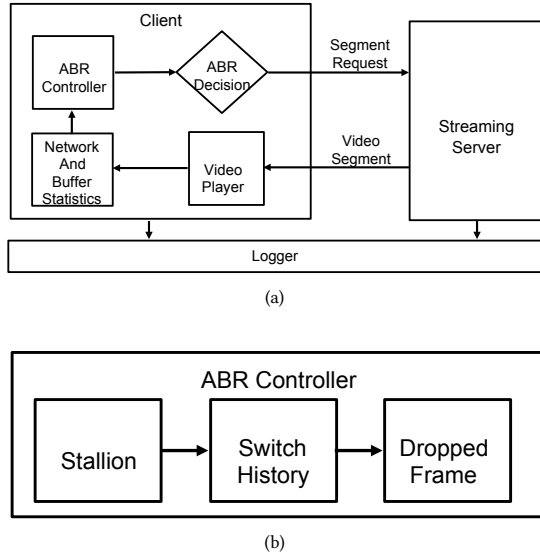 Client
ABR
Controller
ABR
Decision
Segment
Request
Streaming
Server
Network
And
Buffer
Statistics
Video
Player
Video
Segment
Logger
(a)
ABR Controller
Stallion
Switch
History
Dropped
Frame
(b)